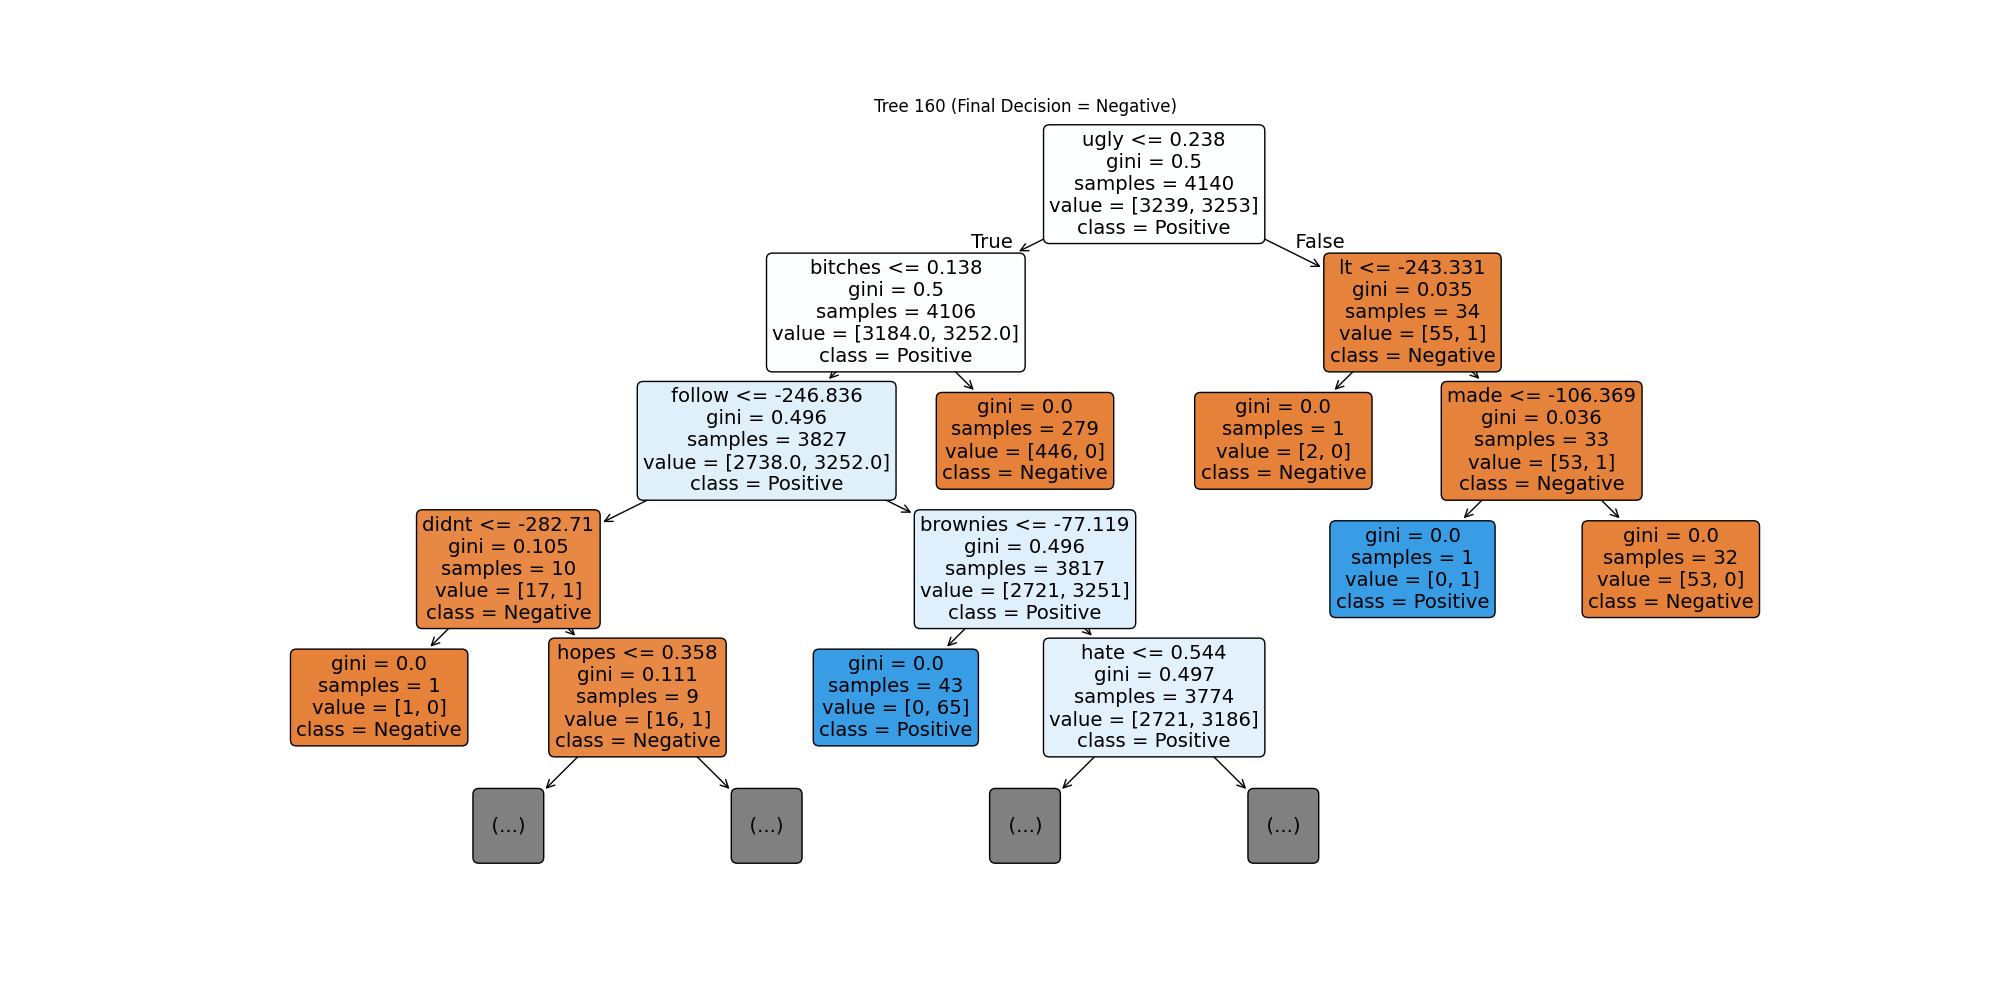 Tree 160 (Final Decision = Negative)
ugly <= 0.238
gini = 0.5
samples = 4140
value = [3239, 3253]
class = Positive
True
False
bitches <= 0.138
gini = 0.5
samples = 4106
value = [3184.0, 3252.0]
class = Positive
lt <= -243.331
gini = 0.035
samples = 34
value = [55, 1]
class = Negative
follow <= -246.836
gini = 0.496
samples = 3827
value = [2738.0, 3252.0]
class = Positive
gini = 0.0
samples = 279
value = [446, 0]
class = Negative
gini = 0.0
samples = 1
value = [2, 0]
class = Negative
made <= -106.369
gini = 0.036
samples = 33
value = [53, 1]
class = Negative
didnt <= -282.71
gini = 0.105
samples = 10
value = [17, 1]
class = Negative
brownies <= -77.119
gini = 0.496
samples = 3817
value = [2721, 3251]
class = Positive
gini = 0.0
samples = 1
value = [0, 1]
class = Positive
gini = 0.0
samples = 32
value = [53, 0]
class = Negative
gini = 0.0
samples = 1
value = [1, 0]
class = Negative
hopes <= 0.358
gini = 0.111
samples = 9
value = [16, 1]
class = Negative
gini = 0.0
samples = 43
value = [0, 65]
class = Positive
hate <= 0.544
gini = 0.497
samples = 3774
value = [2721, 3186]
class = Positive
(...)
(...)
(...)
(...)